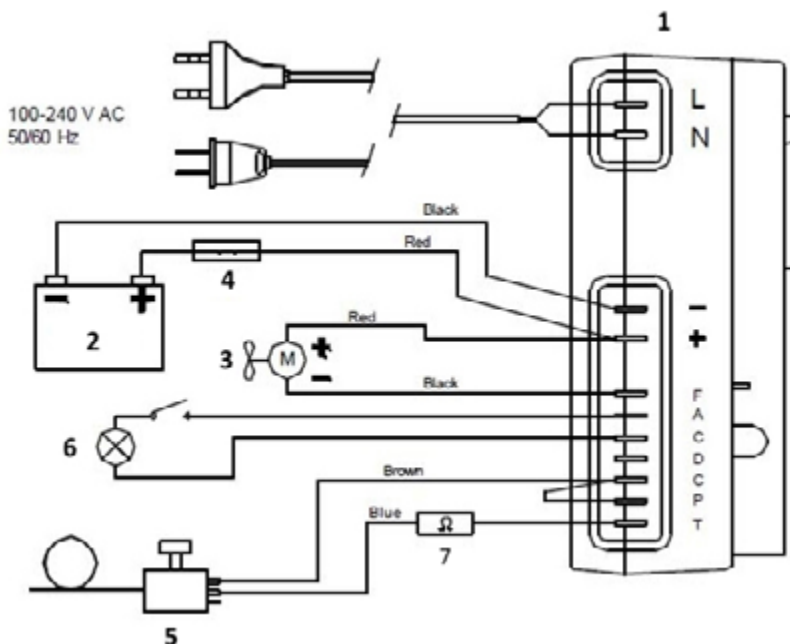 1
L
N
100-240 V AC
50/60 Hz
Black
Red
4
2
-
+
Red
3
M
+
-
Black
-
+
F
A
C
D
C
P
T
6
Brown
Blue
Ω
7
5